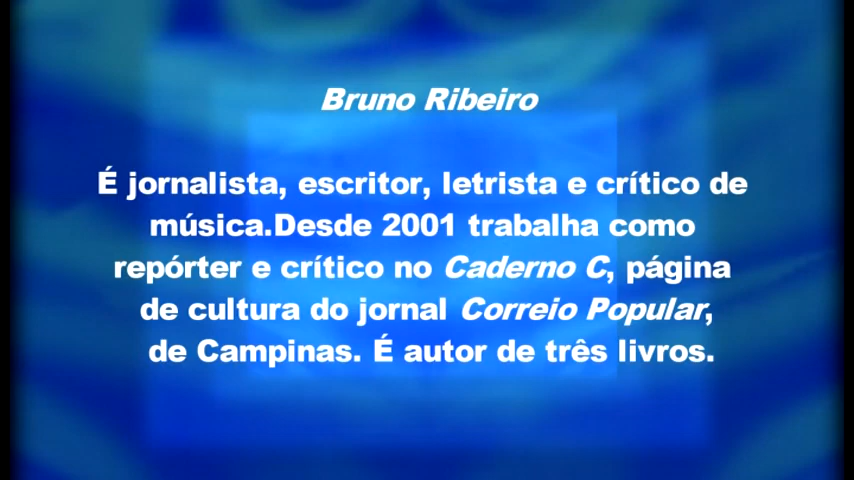 Bruno Ribeiro
É jornalista, escritor, letrista e crítico de
música.Desde 2001 trabalha como
repórter e crítico no Caderno C, página
de cultura do jornal Correio Popular,
de Campinas. É autor de três livros.